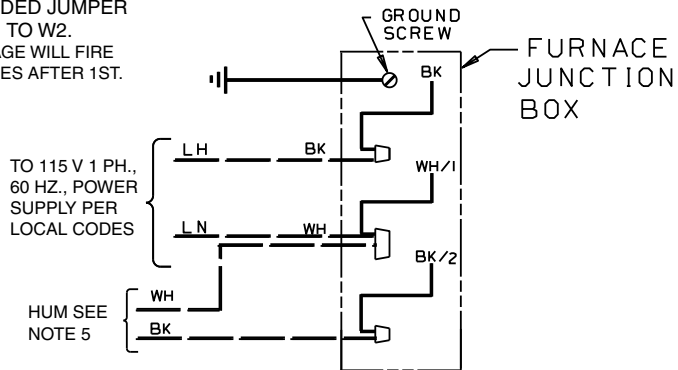 DED JUMPER
TO W2.
AGE WILL FIRE
ES AFTER 1ST.
GROUND
SCREW
FURNACE
JUNCTION
BOX
BK
LH BK
TO 115 V 1 PH.,
60 HZ., POWER
SUPPLY PER
LOCAL CODES
WH/1
LN WH
BK/2
WH
HUM SEE
NOTE 5
BK